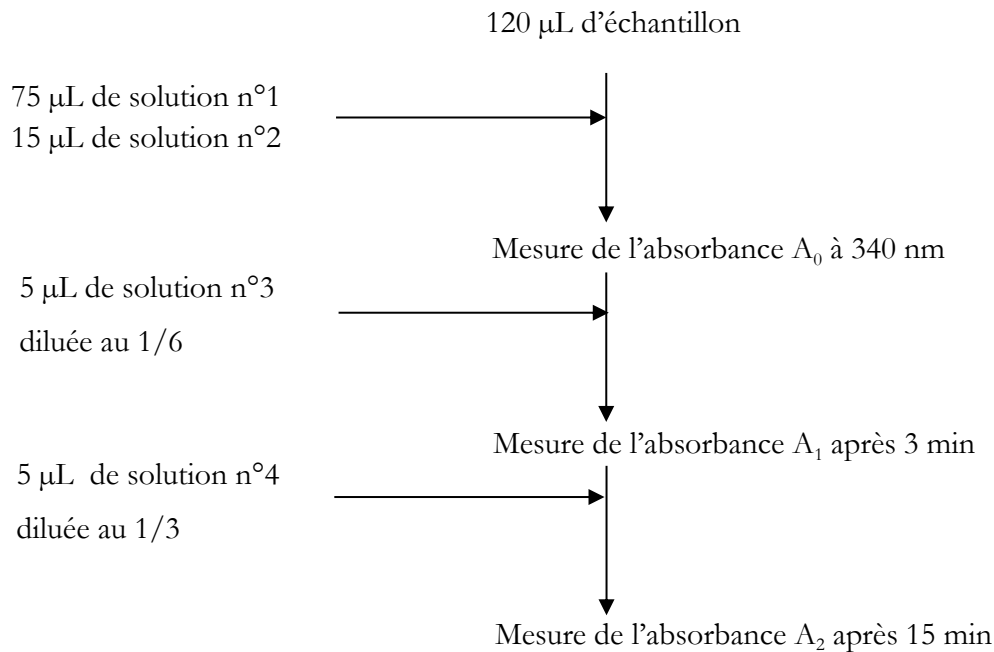 120 µL d’échantillon
75 µL de solution n°1
15 µL de solution n°2
Mesure de l’absorbance A₀ à 340 nm
5 µL de solution n°3
diluée au 1/6
Mesure de l’absorbance A₁ après 3 min
5 µL de solution n°4
diluée au 1/3
Mesure de l’absorbance A₂ après 15 min